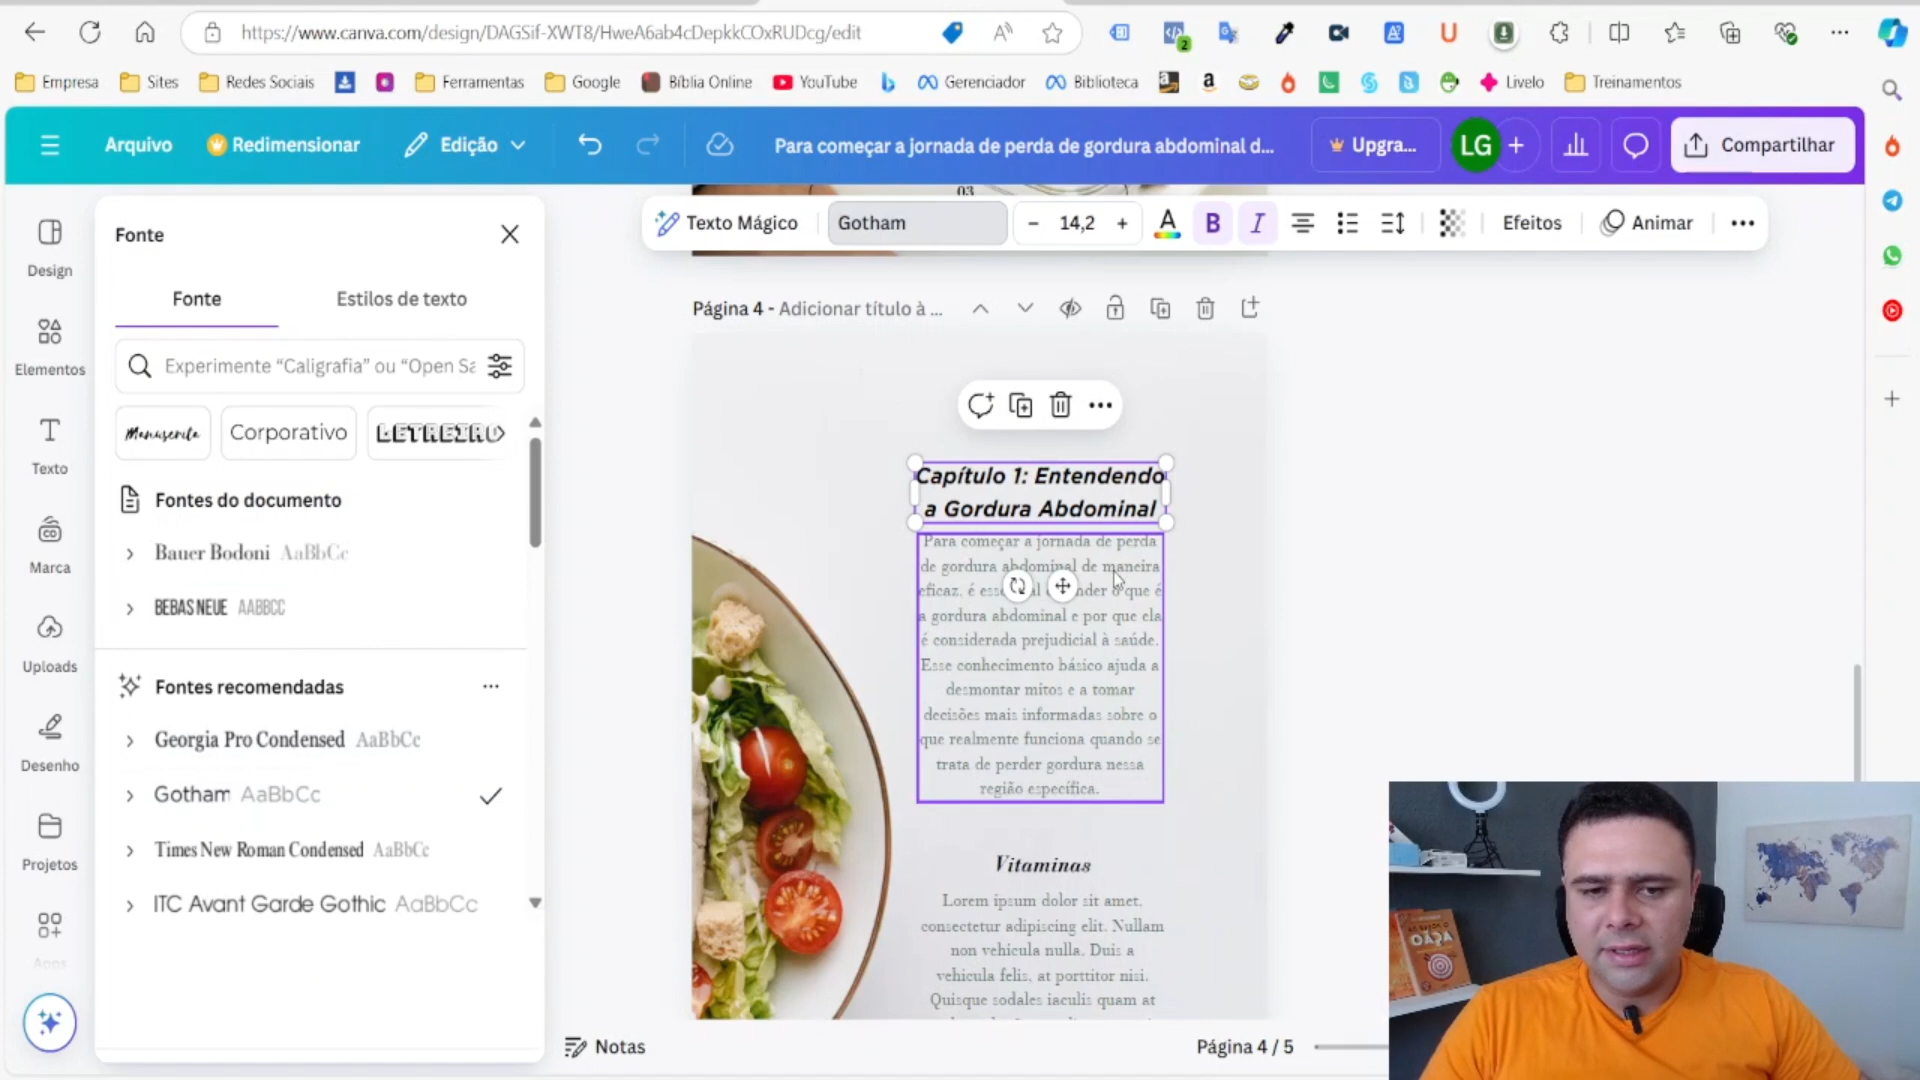 https://www.canva.com/design/DAGSif-XWT8/HweA6ab4cDepkkCOxRUDcg/edit
2
Empresa
Sites
Redes Sociais
Ferramentas
Google
Bíblia Online
YouTube
Gerenciador
Biblioteca
Livelo
Treinamentos
Arquivo
Redimensionar
Edição
Para começar a jornada de perda de gordura abdominal d...
Upgra...
LG
Compartilhar
Design
Elementos
Texto
Marca
Uploads
Desenho
Projetos
Apps
Fonte
Fonte
Estilos de texto
Experimente “Caligrafia” ou “Open Sa
Manuscrita
Corporativo
LETREIRO
Fontes do documento
Bauer Bodoni AaBbCc
BEBAS NEUE AABBCC
Fontes recomendadas
Georgia Pro Condensed AaBbCc
Gotham AaBbCc
Times New Roman Condensed AaBbCc
ITC Avant Garde Gothic AaBbCc
03
Texto Mágico
Gotham
14,2
A
B
I
Efeitos
Animar
Página 4 - Adicionar título à ...
Capítulo 1: Entendendo
a Gordura Abdominal
Para começar a jornada de perda
de gordura abdominal de maneira
eficaz, é o que é
a gordura abdominal e por que ela
é considerada prejudicial à saúde.
Esse conhecimento básico ajuda a
desmontar mitos e a tomar
decisões mais informadas sobre o
que realmente funciona quando se
trata de perder gordura nessa
região específica.
Vitaminas
Lorem ipsum dolor sit amet,
consectetur adipiscing elit. Nullam
non vehicula nulla. Duis a
vehicula felis, at porttitor nisi.
Quisque sodales iaculis quam at
Notas
Página 4 / 5